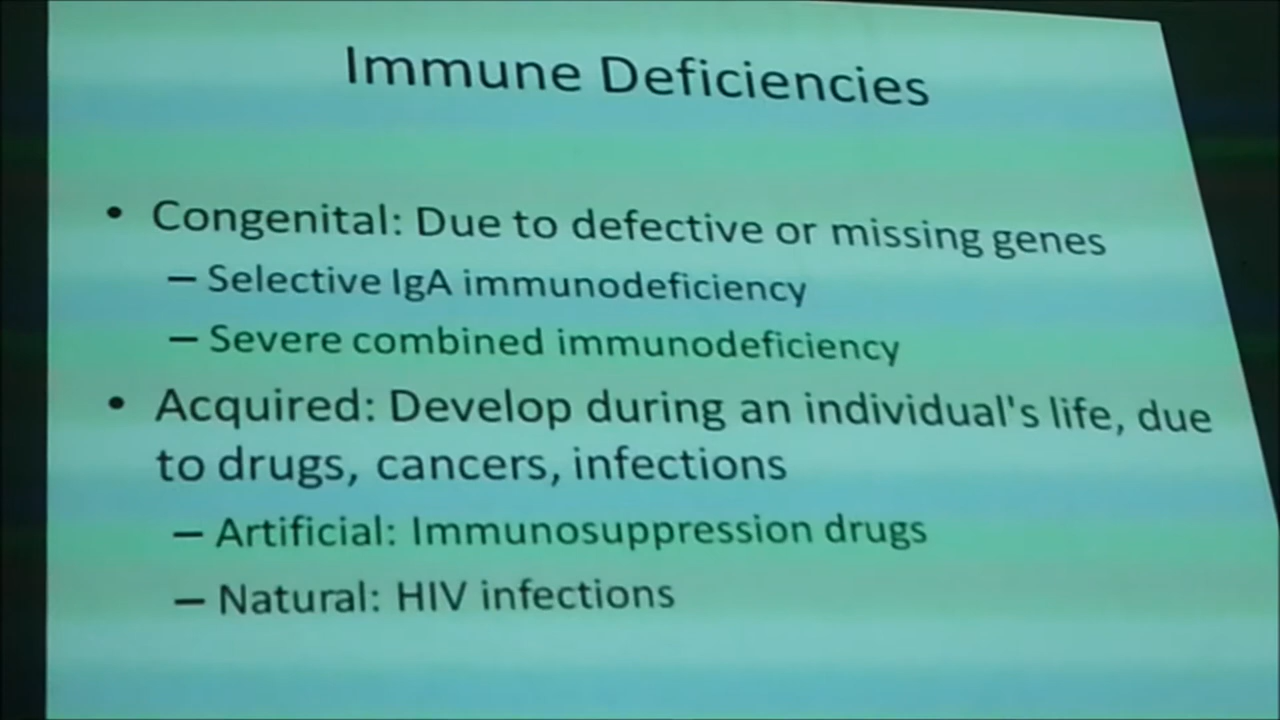 Immune Deficiencies
• Congenital: Due to defective or missing genes
– Selective IgA immunodeficiency
– Severe combined immunodeficiency
• Acquired: Develop during an individual's life, due
to drugs, cancers, infections
– Artificial: Immunosuppression drugs
– Natural: HIV infections